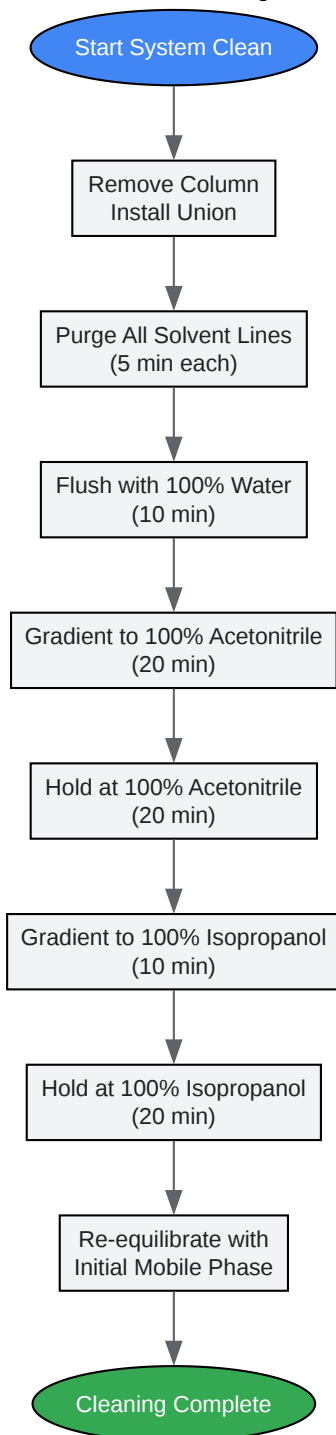 Start System Clean
Remove Column
Install Union
Purge All Solvent Lines
(5 min each)
Flush with 100% Water
(10 min)
Gradient to 100% Acetonitrile
(20 min)
Hold at 100% Acetonitrile
(20 min)
Gradient to 100% Isopropanol
(10 min)
Hold at 100% Isopropanol
(20 min)
Re-equilibrate with
Initial Mobile Phase
Cleaning Complete